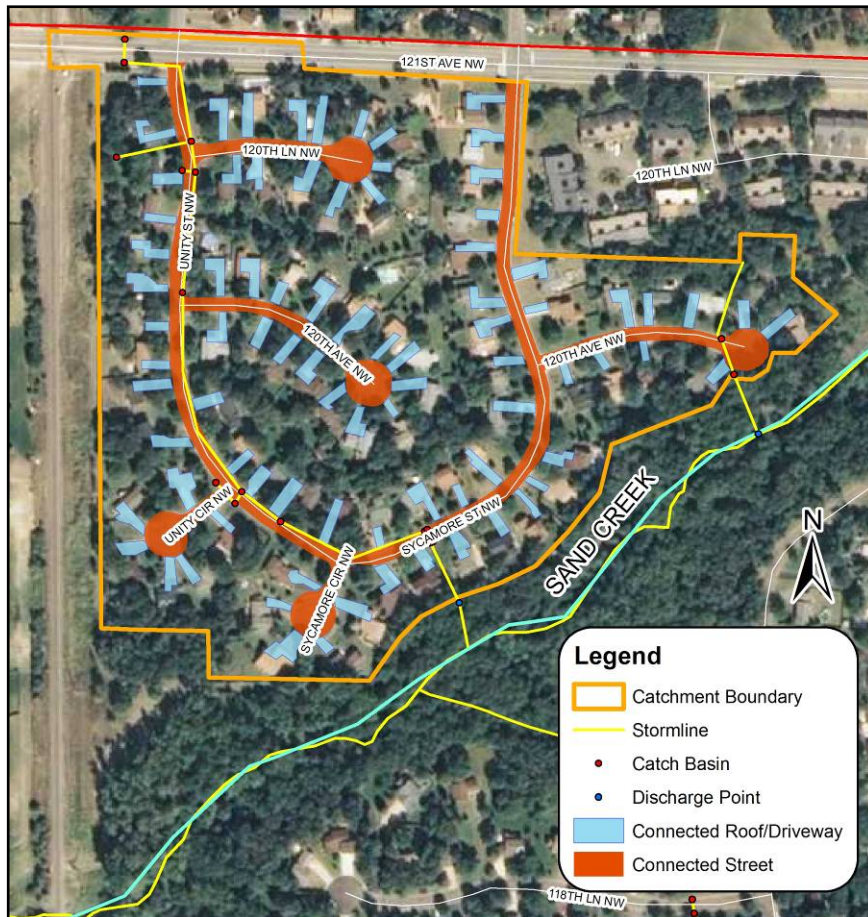 121ST AVE NW
120TH LN NW
120TH LN NW
UNITY ST NW
120TH AVE NW
120TH AVE NW
UNITY CIR NW
SYCAMORE ST NW
SYCAMORE CIR NW
SAND CREEK
N
Legend
Catchment Boundary
Stormline
Catch Basin
Discharge Point
Connected Roof/Driveway
Connected Street
118TH LN NW